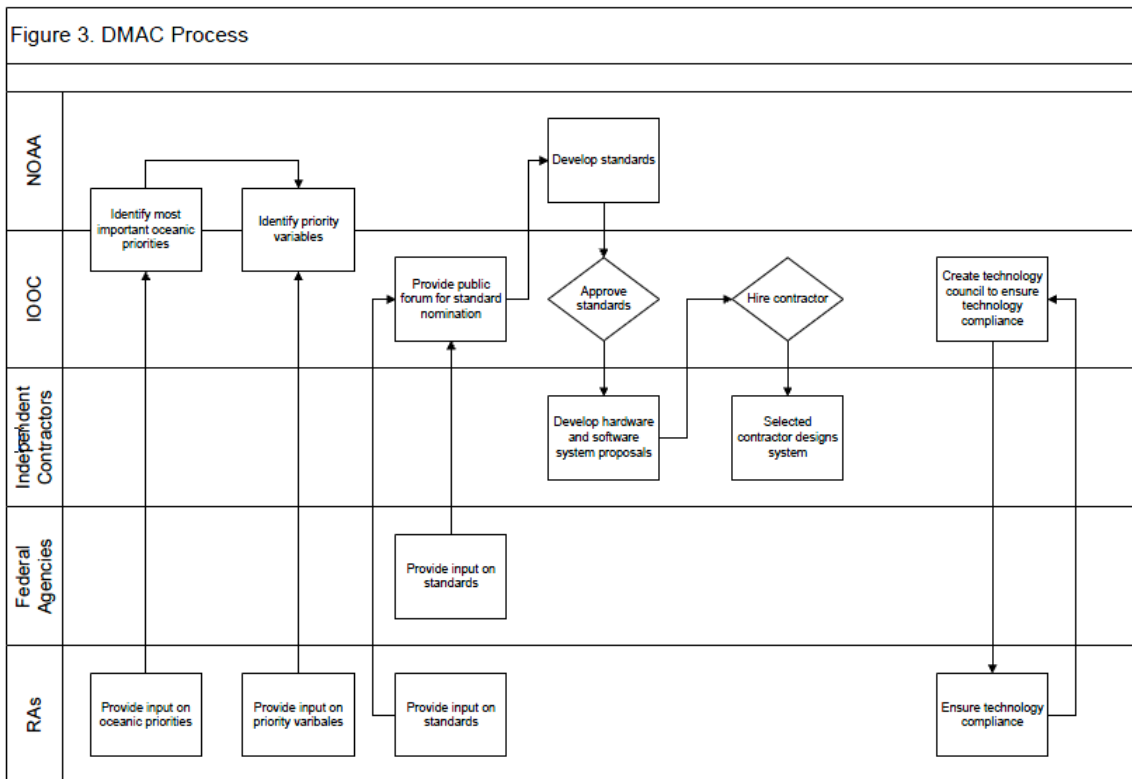 Figure 3. DMAC Process
NOAA
Develop standards
Identify most
important oceanic
priorities
Identify priority
variables
IOOC
Provide public
forum for standard
nomination
Approve
standards
Hire contractor
Create technology
council to ensure
technology
compliance
Independent
Contractors
Develop hardware
and software
system proposals
Selected
contractor designs
system
Federal
Agencies
Provide input on
standards
RAs
Provide input on
oceanic priorities
Provide input on
priority varibales
Provide input on
standards
Ensure technology
compliance